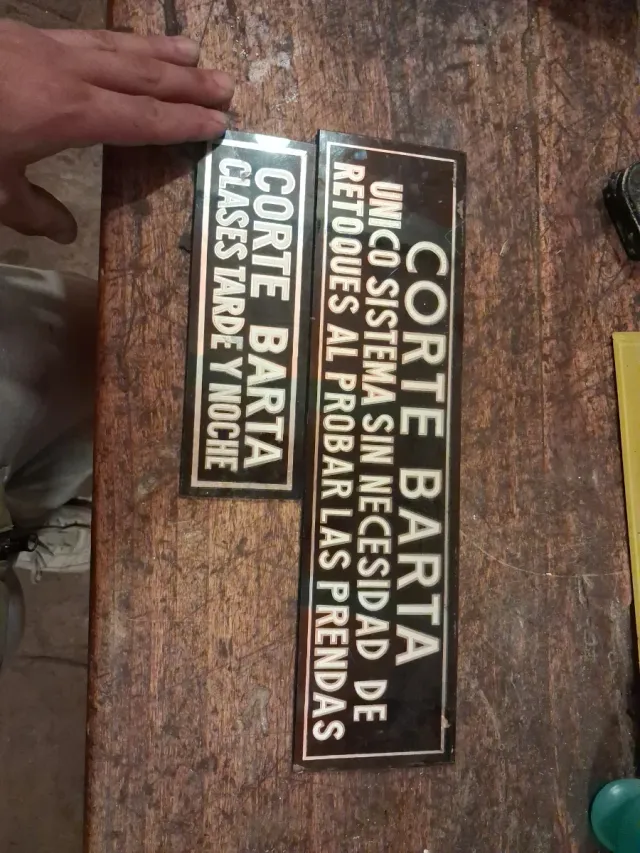 CORTE BARTA
UNICO SISTEMA SIN NECESIDAD DE
RETOQUES AL PROBAR LAS PRENDAS
CORTE BARTA
CLASES TARDE Y NOCHE